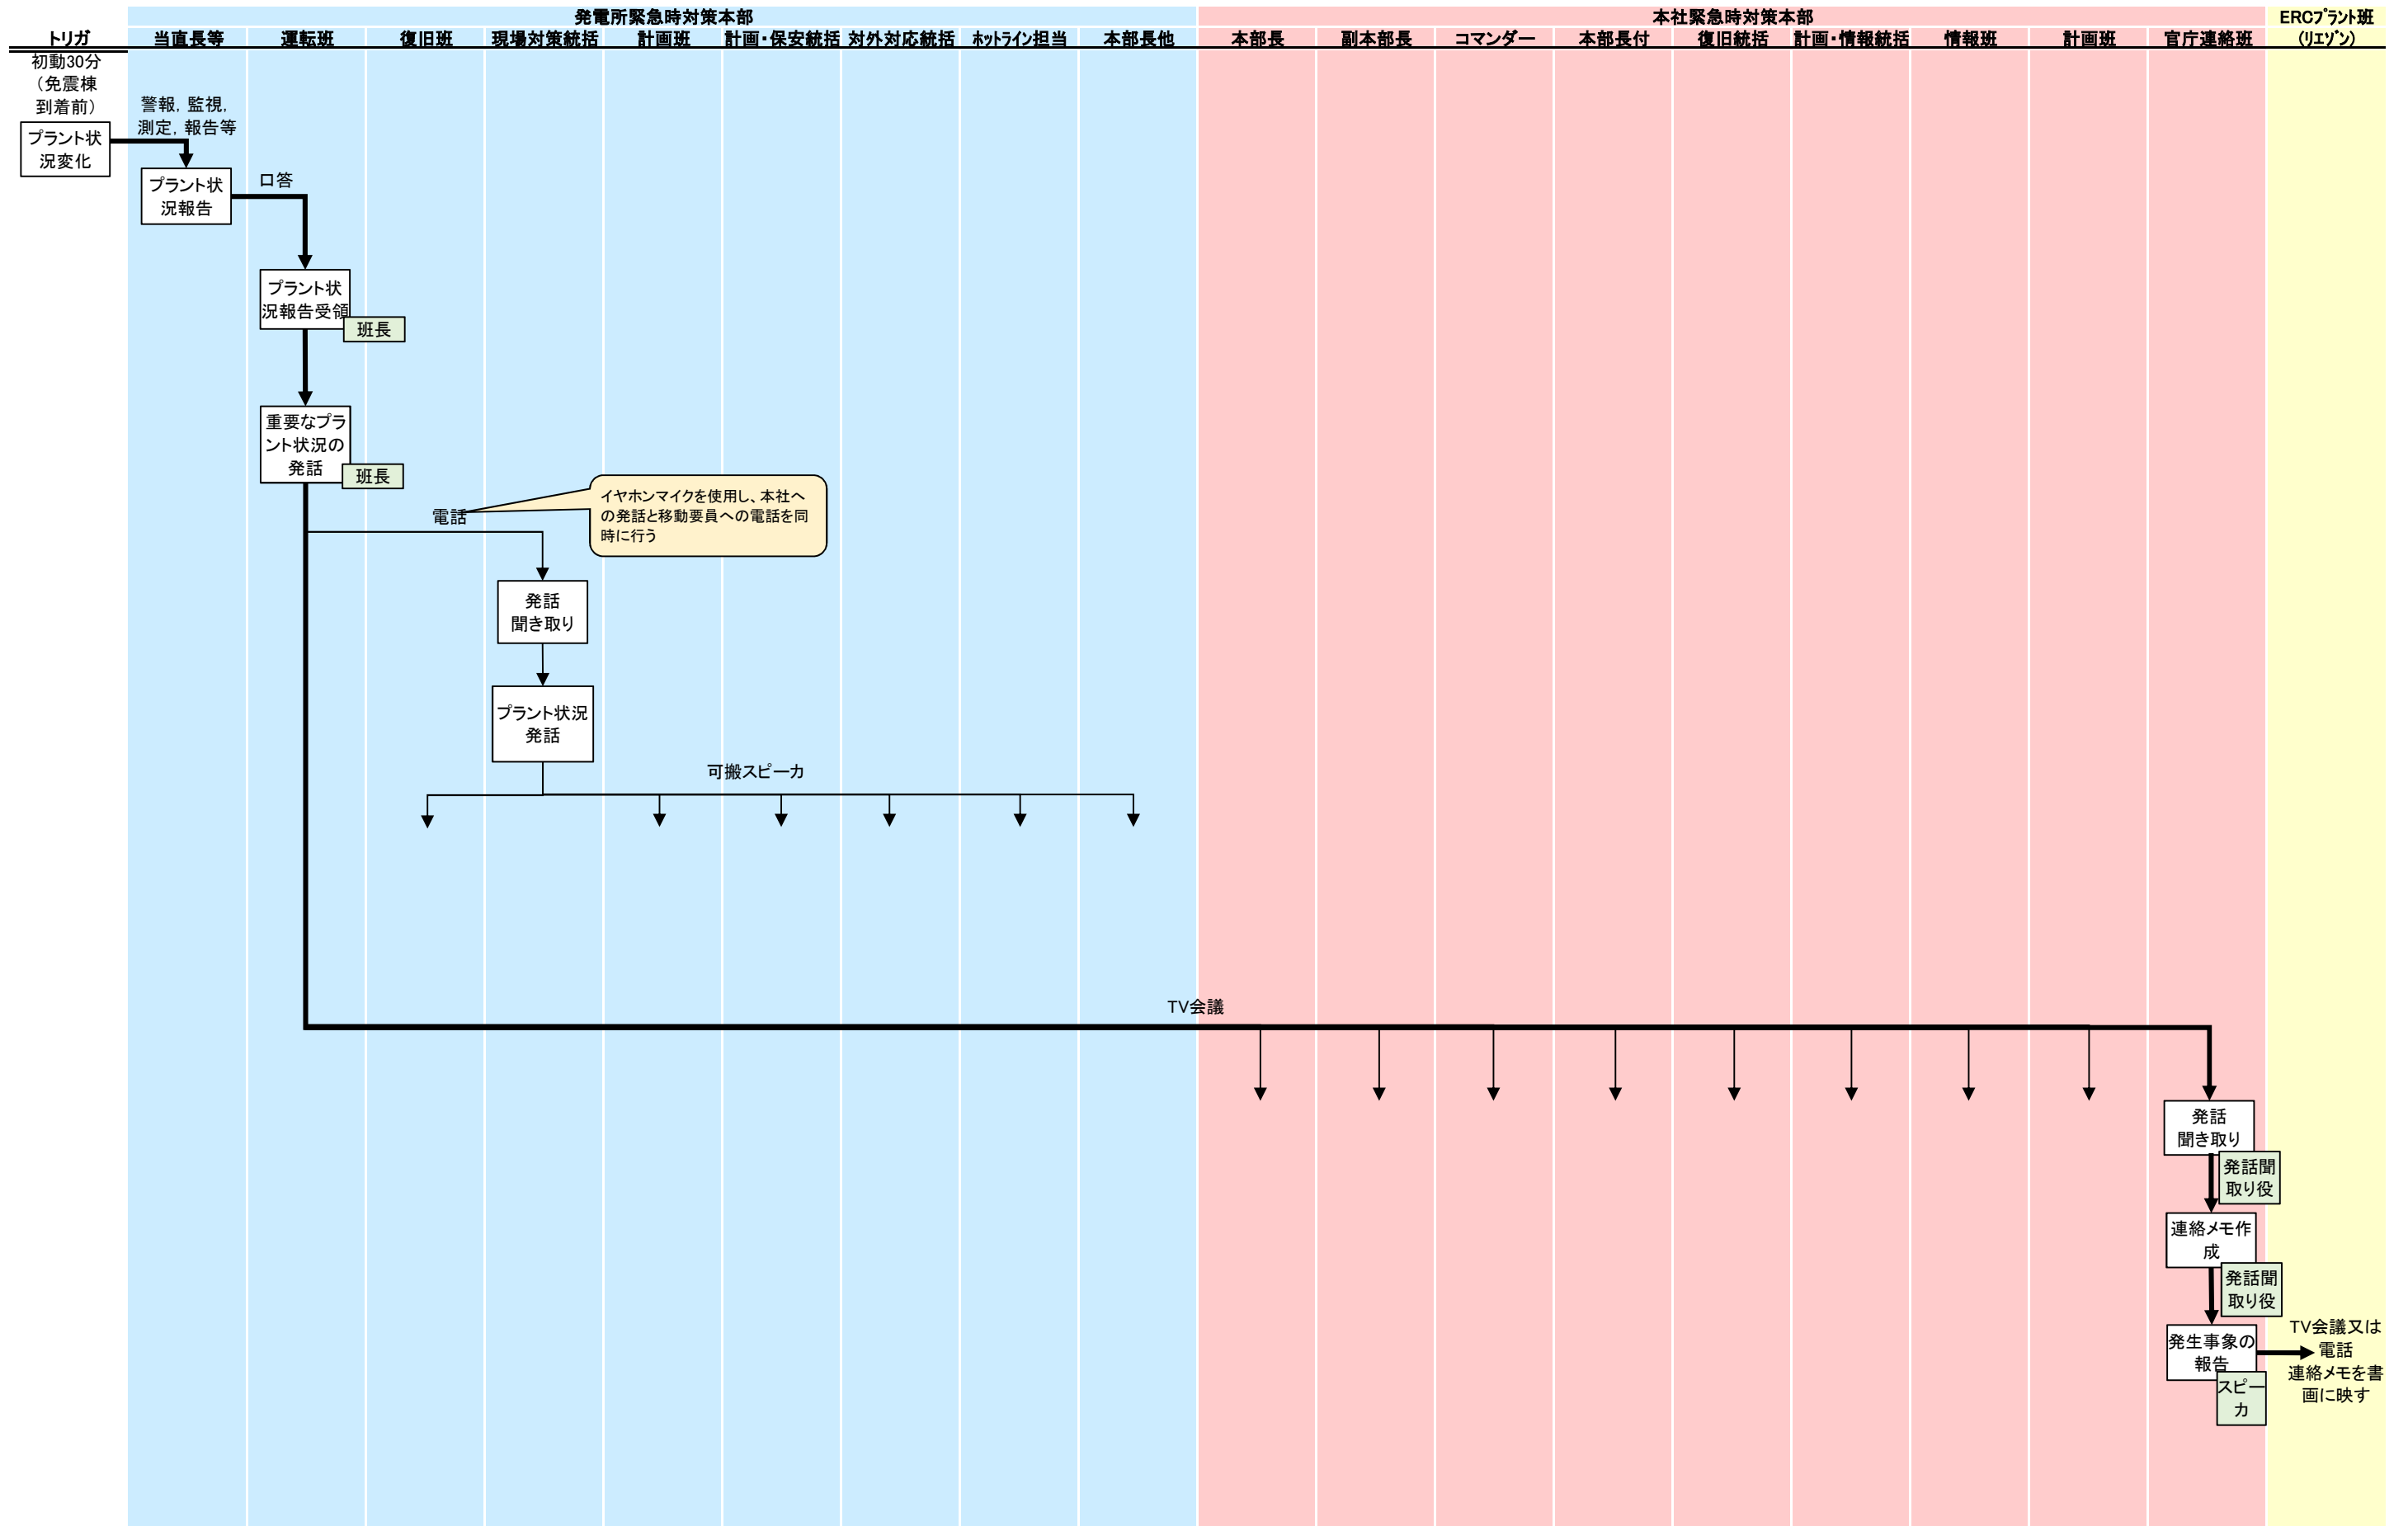 発電所緊急時対策本部
本社緊急時対策本部
ERCﾌﾟﾗﾝﾄ班
トリガ
当直長等
運転班
復旧班
現場対策統括
計画班
計画・保安統括
対外対応統括
ﾎｯﾄﾗｲﾝ担当
本部長他
本部長
副本部長
コマンダー
本部長付
復旧統括
計画・情報統括
情報班
計画班
官庁連絡班
(ﾘｴｿﾞﾝ)
初動30分
（免震棟
到着前）
警報，監視，
測定，報告等
プラント状
況変化
プラント状
況報告
口答
プラント状
況報告受領
班長
重要なプラ
ント状況の
発話
班長
電話
イヤホンマイクを使用し、本社へ
の発話と移動要員への電話を同
時に行う
発話
聞き取り
プラント状況
発話
可搬スピーカ
TV会議
発話
聞き取り
発話聞
取り役
連絡メモ作
成
発話聞
取り役
発生事象の
報告
スピー
カ
TV会議又は
電話
連絡メモを書
画に映す